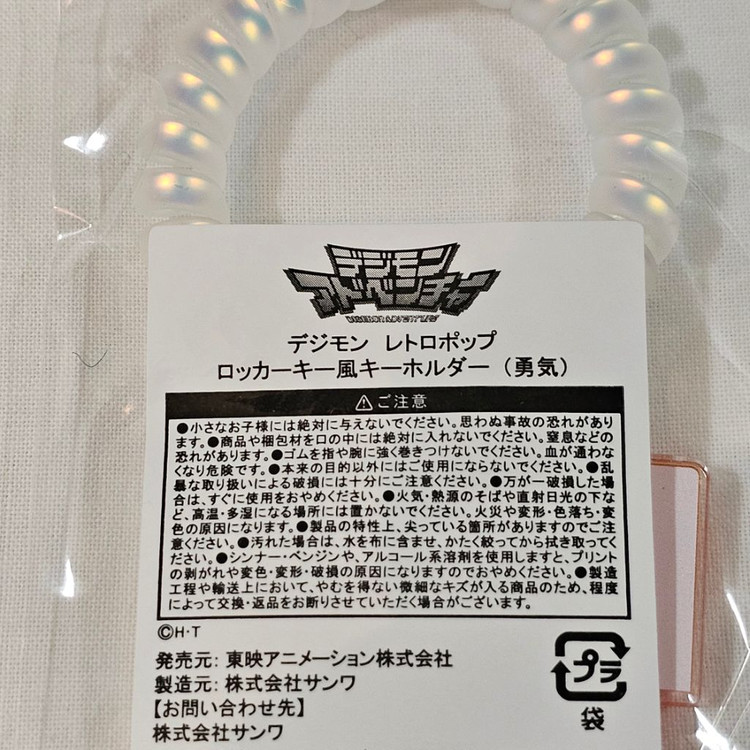 デジモン
アドベンチャー
デジモン レトロポップ
ロッカーキー風キーホルダー（勇気）
⚠ご注意
●小さなお子様には絶対に与えないでください。思わぬ事故の恐れがあり
ます。●商品や梱包材を口の中には絶対に入れないでください。窒息などの
恐れがあります。●ゴムを指や腕に強く巻きつけないでください。血が通わな
くなり危険です。●本来の目的以外にはご使用にならないでください。●乱
暴な取り扱いによる破損には十分にご注意ください。●万が一破損した場
合は、すぐに使用をおやめください。●火気・熱源のそばや直射日光の下な
ど、高温・多湿になる場所には置かないでください。火災や変形・色落ち・変
色の原因になります。●製品の特性上、尖っている箇所がありますのでご注
意ください。●汚れた場合は、水を布に含ませ、かたく絞ってから拭き取ってく
ださい。●シンナー・ベンジンや、アルコール系溶剤を使用しますと、プリント
の剥がれや変色・変形・破損の原因になりますのでおやめください。●製造
工程や輸送上において、やむを得ない微細なキズが入る商品のため、程度
によって交換・返品をお断りさせていただく場合がございます。
©H・T
発売元：東映アニメーション株式会社
製造元：株式会社サンワ
【お問い合わせ先】
株式会社サンワ
プラ
袋